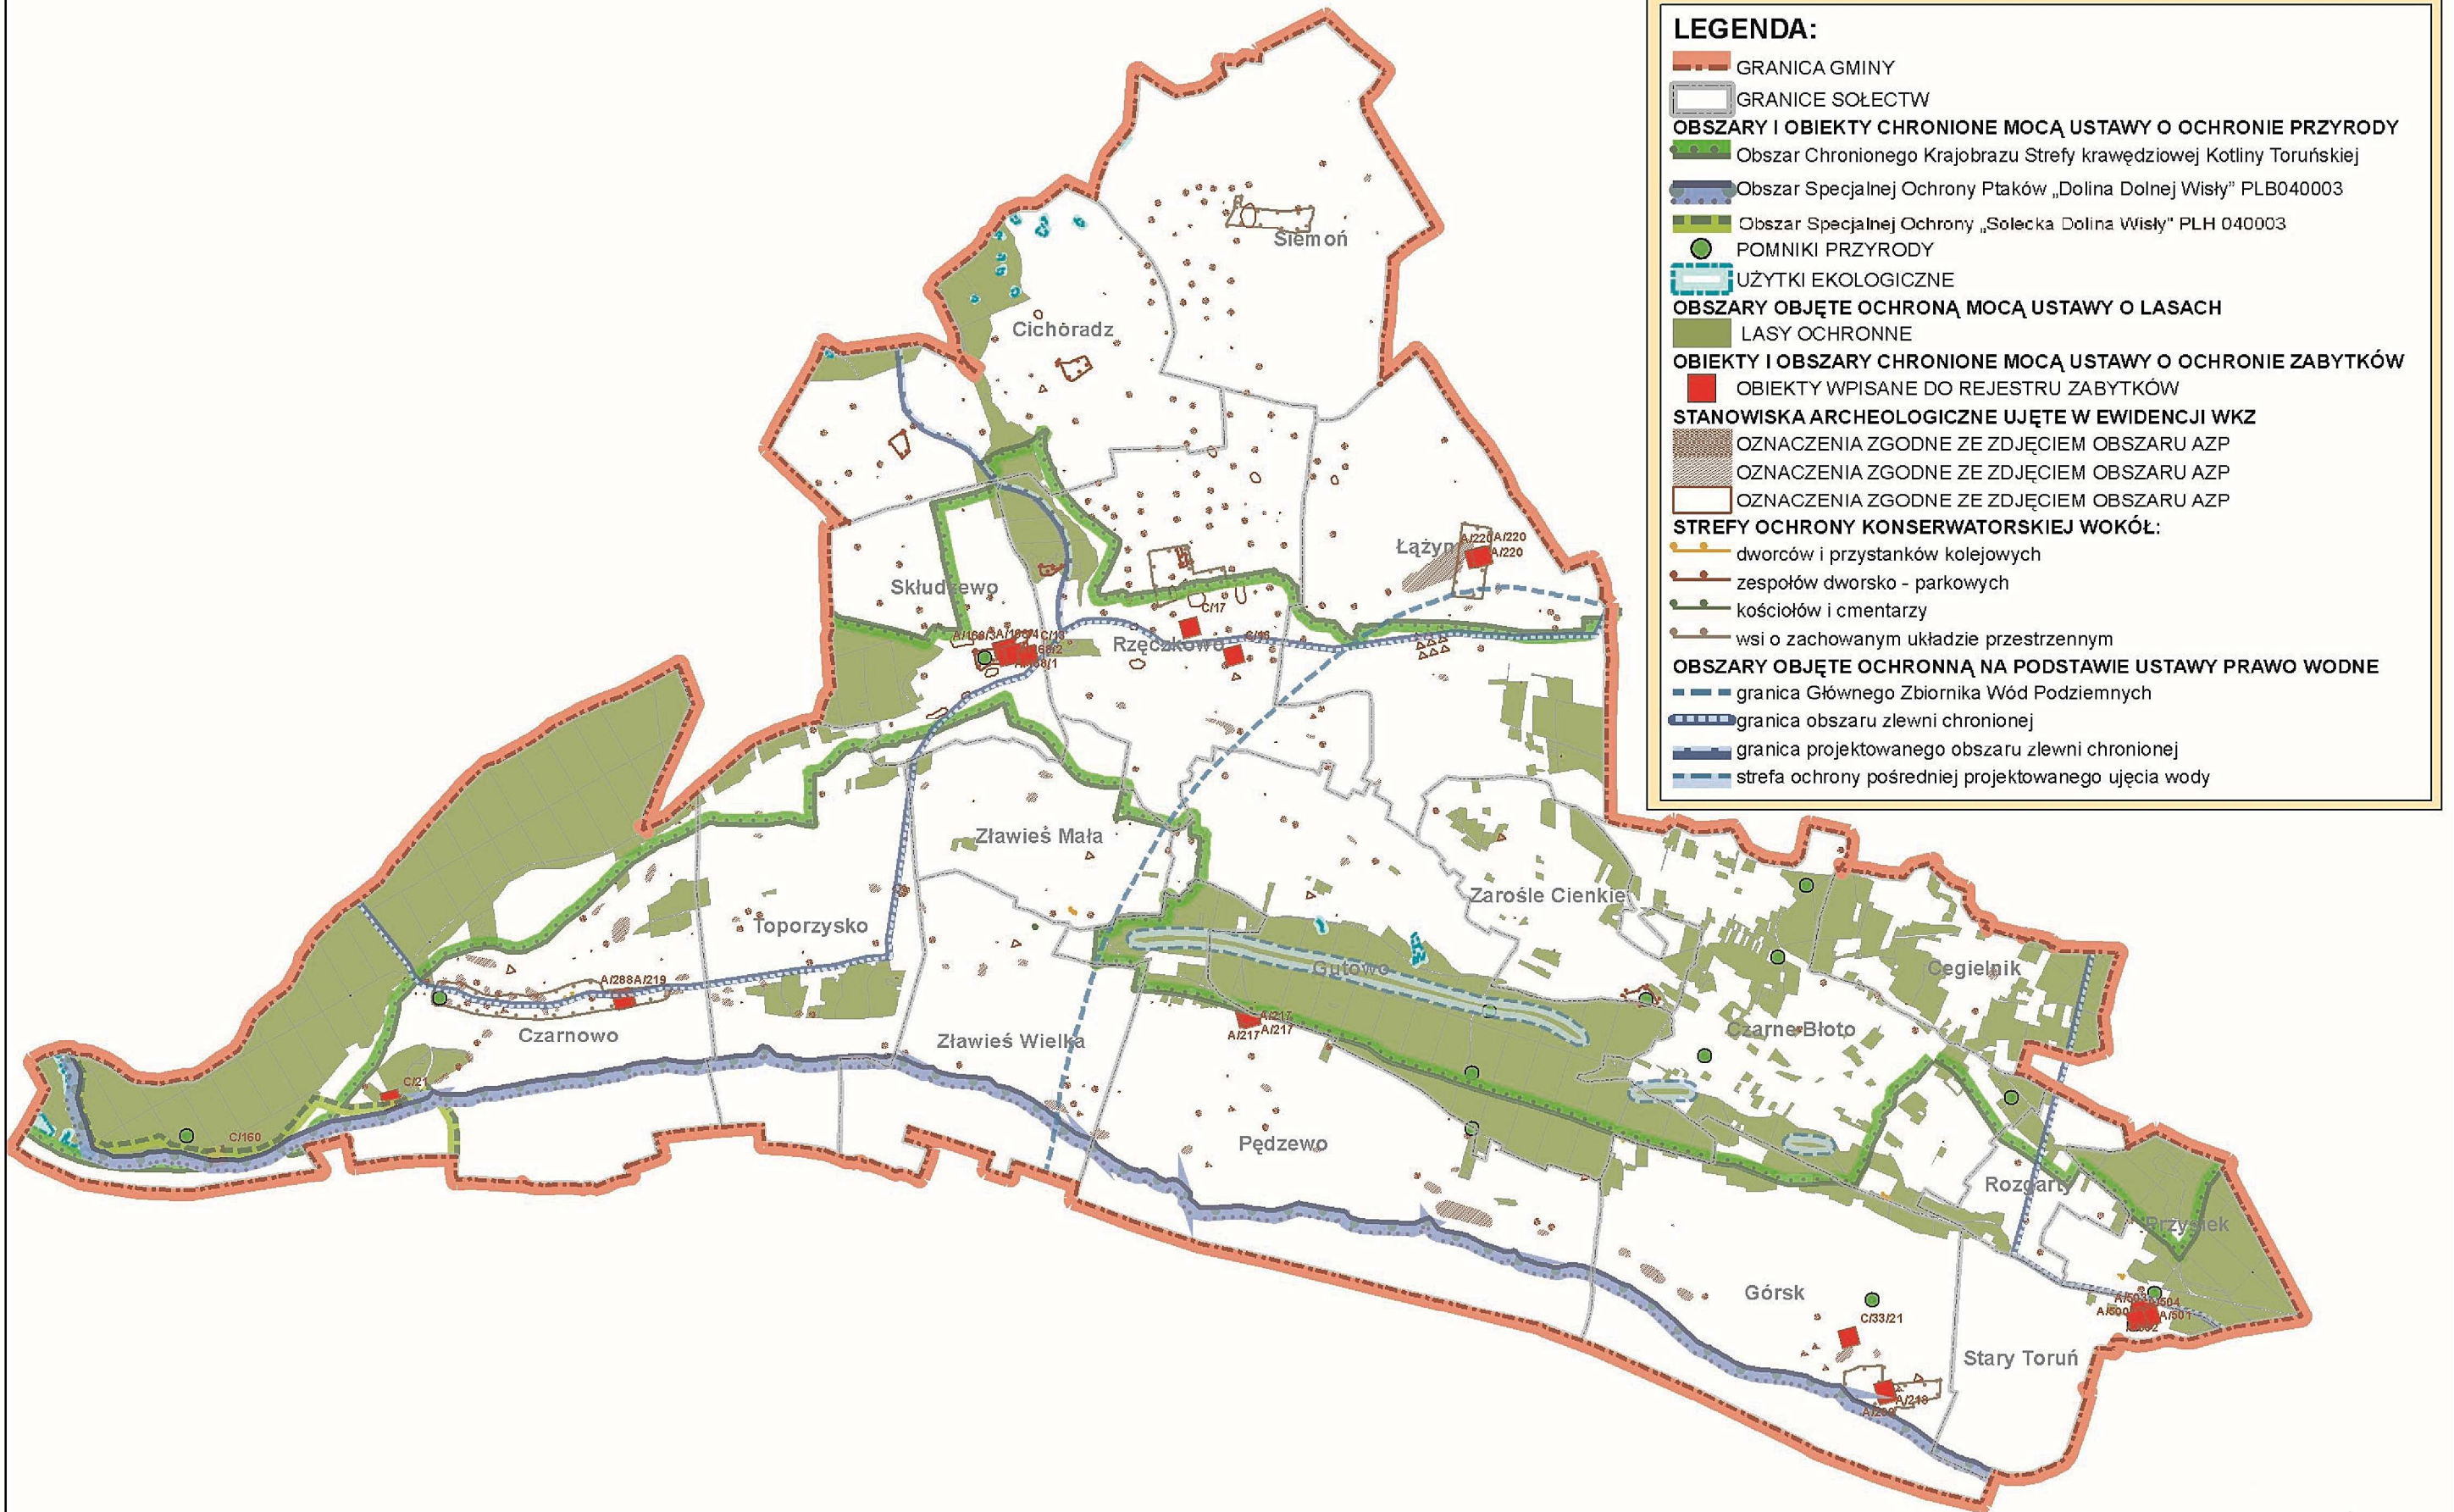 LEGENDA:
GRANICA GMINY
GRANICE SOŁECTW
OBSZARY I OBIEKTY CHRONIONE MOCĄ USTAWY O OCHRONIE PRZYRODY
Obszar Chronionego Krajobrazu Strefy krawędziowej Kotliny Toruńskiej
Obszar Specjalnej Ochrony Ptaków „Dolina Dolnej Wisły” PLB040003
Obszar Specjalnej Ochrony „Solecka Dolina Wisły" PLH 040003
POMNIKI PRZYRODY
UŻYTKI EKOLOGICZNE
OBSZARY OBJĘTE OCHRONĄ MOCĄ USTAWY O LASACH
LASY OCHRONNE
OBIEKTY I OBSZARY CHRONIONE MOCĄ USTAWY O OCHRONIE ZABYTKÓW
OBIEKTY WPISANE DO REJESTRU ZABYTKÓW
STANOWISKA ARCHEOLOGICZNE UJĘTE W EWIDENCJI WKZ
OZNACZENIA ZGODNE ZE ZDJĘCIEM OBSZARU AZP
OZNACZENIA ZGODNE ZE ZDJĘCIEM OBSZARU AZP
OZNACZENIA ZGODNE ZE ZDJĘCIEM OBSZARU AZP
STREFY OCHRONY KONSERWATORSKIEJ WOKÓŁ:
dworców i przystanków kolejowych
zespołów dworsko - parkowych
kościołów i cmentarzy
wsi o zachowanym układzie przestrzennym
OBSZARY OBJĘTE OCHRONNĄ NA PODSTAWIE USTAWY PRAWO WODNE
granica Głównego Zbiornika Wód Podziemnych
granica obszaru zlewni chronionej
granica projektowanego obszaru zlewni chronionej
strefa ochrony pośredniej projektowanego ujęcia wody
Siemoń
Cichoradz
Łążyn
A/220 A/220
A/220
Skłudzewo
C/17
A/168/3 C/13
Rzęczkowo
C/16
Zławieś Mała
Zarośle Cienkie
Toporzysko
Gutowo
Cegielnik
A/288 A/219
Czarnowo
Zławieś Wielka
A/217
A/217 A/217
Czarne Błoto
C/21
C/160
Pędzewo
Rozgarty
Przysiek
Górsk
C/33/21
A/504
A/500 A/501
Stary Toruń
A/218